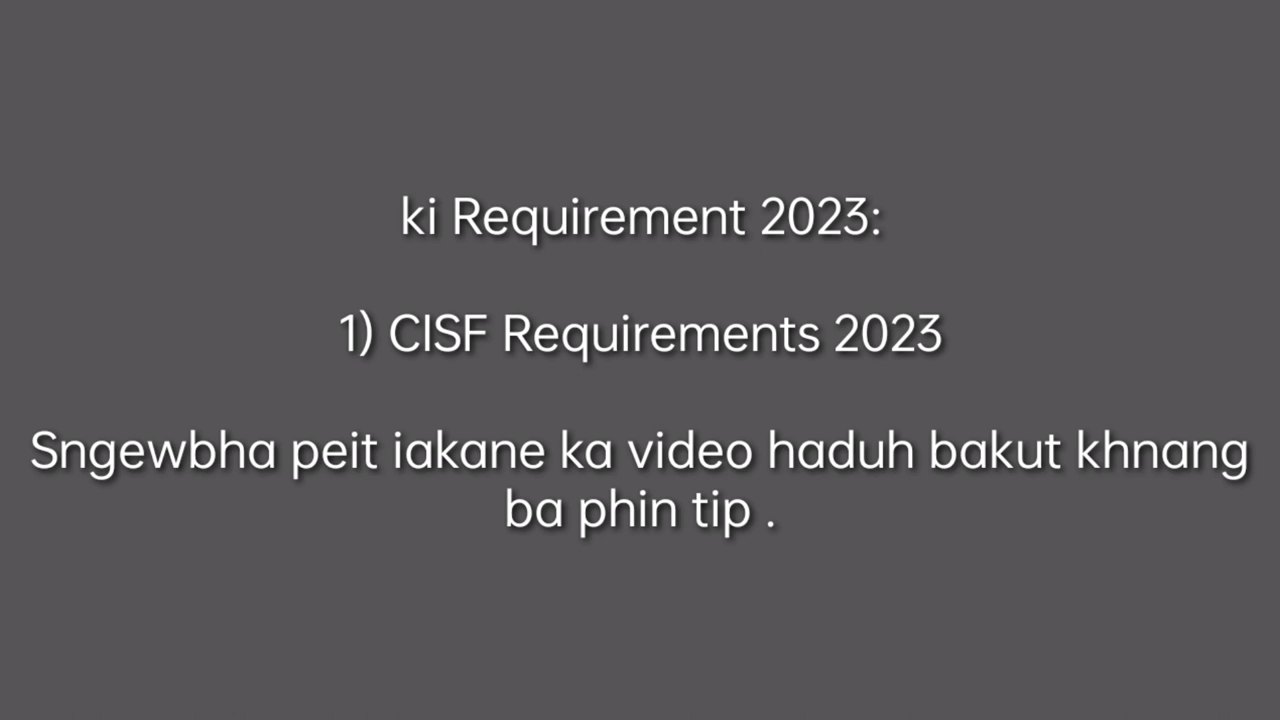 ki Requirement 2023:
1) CISF Requirements 2023
Sngewbha peit iakane ka video haduh bakut khnang
ba phin tip .